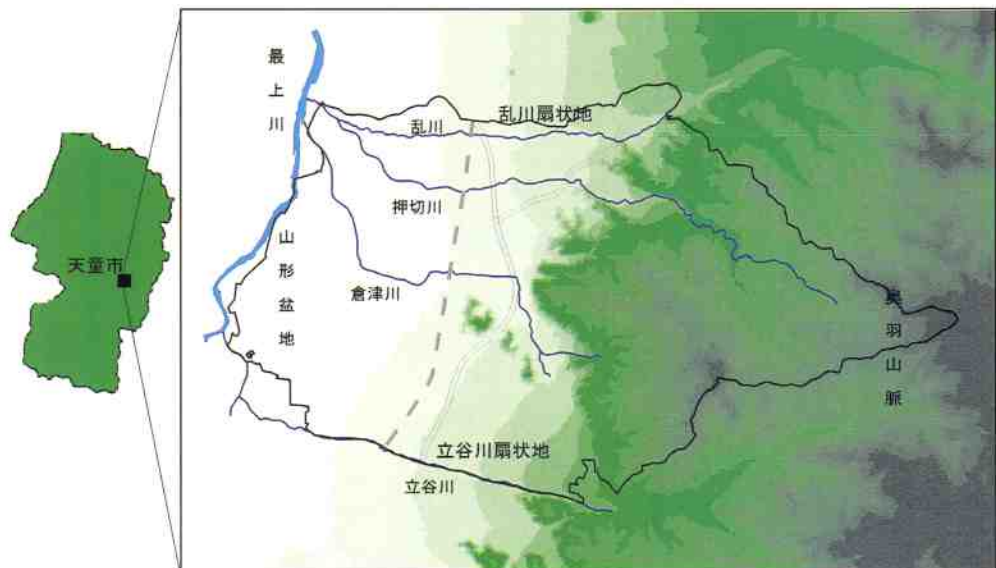 天童市
最上川
乱川扇状地
乱川
押切川
山形盆地
倉津川
奥羽山脈
立谷川扇状地
立谷川